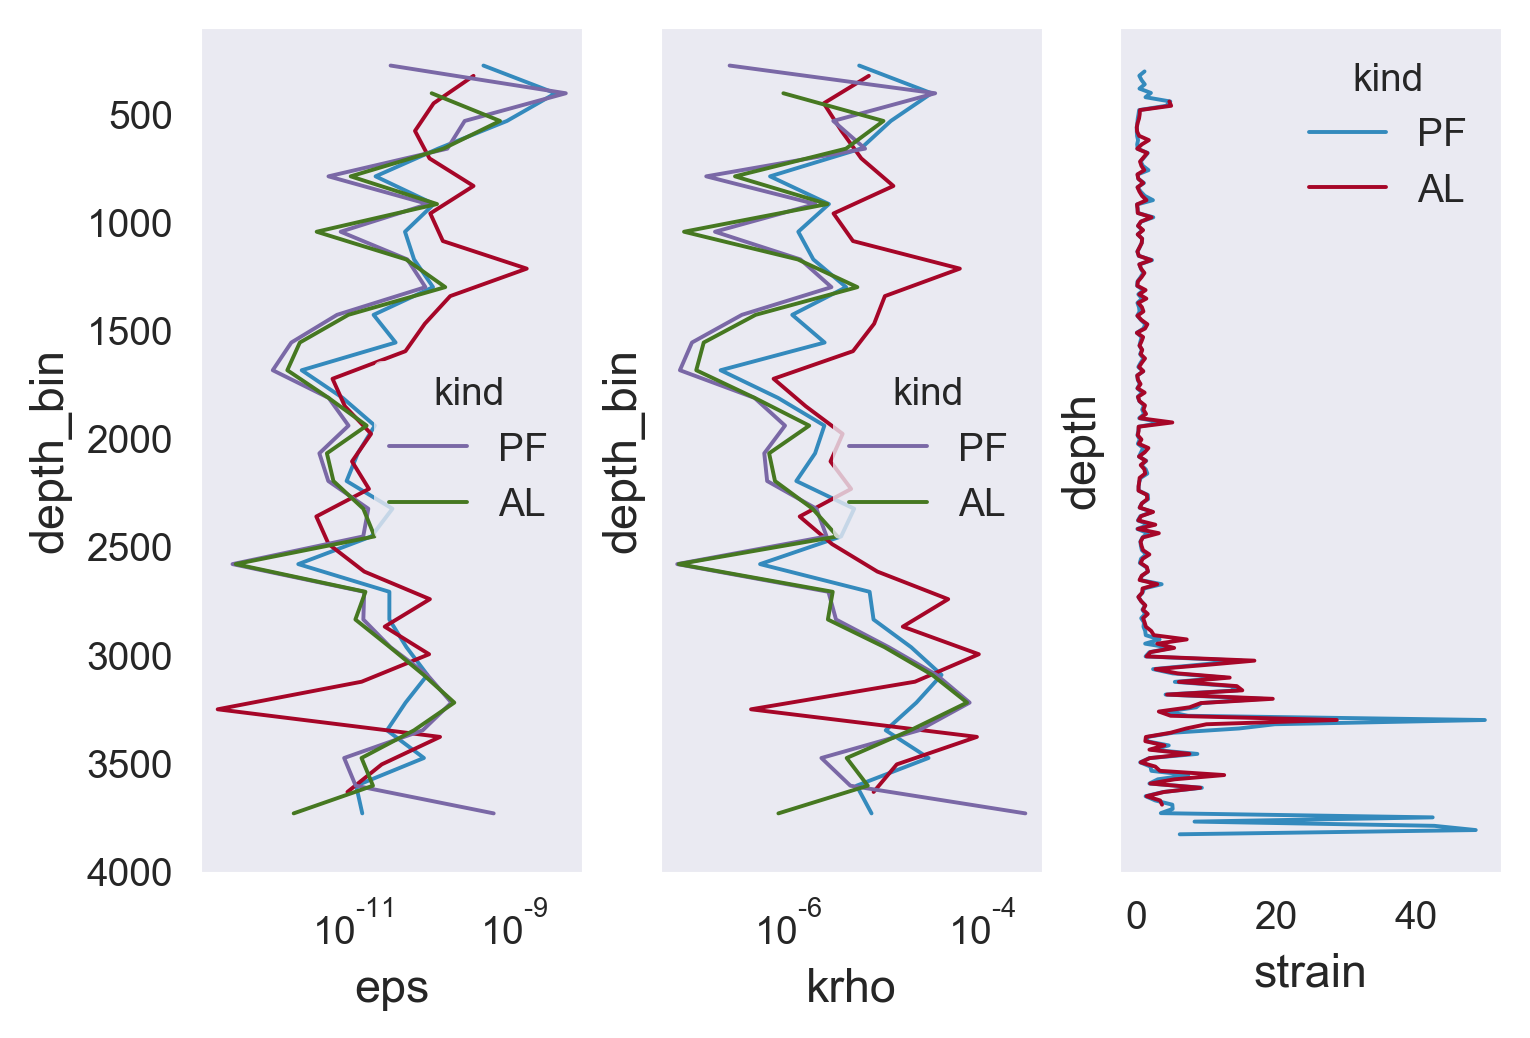 500
1000
1500
2000
2500
3000
3500
4000
depth_bin
kind
PF
AL
10^-11
10^-9
eps
depth_bin
kind
PF
AL
10^-6
10^-4
krho
depth
kind
PF
AL
0
20
40
strain